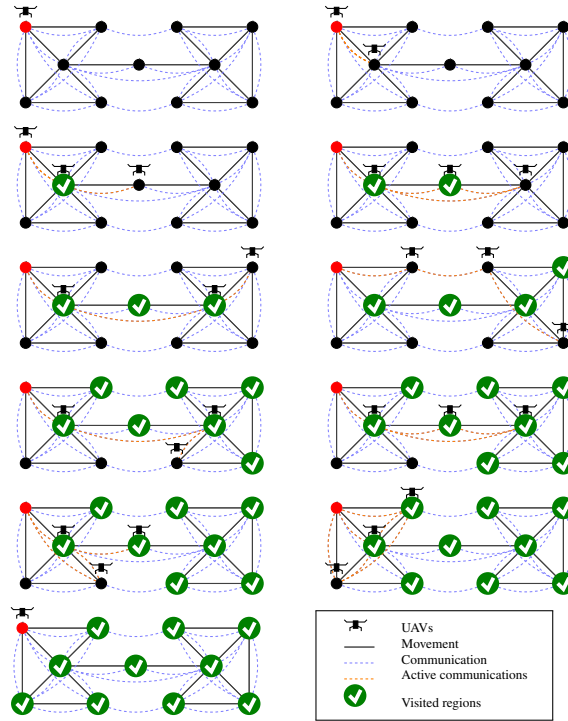 UAVs
Movement
Communication
Active communications
Visited regions